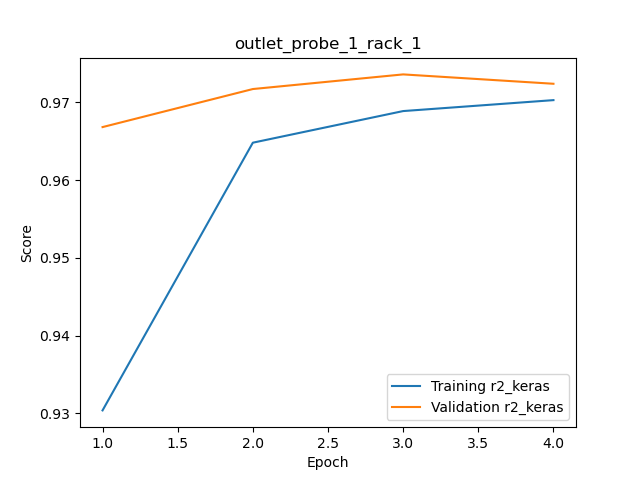 outlet_probe_1_rack_1
Score
0.97
0.96
0.95
0.94
0.93
Training r2_keras
Validation r2_keras
1.0 1.5 2.0 2.5 3.0 3.5 4.0
Epoch